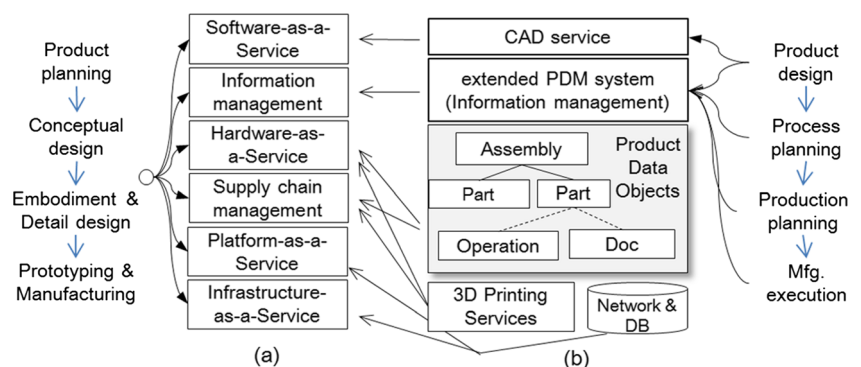 Product
planning
Conceptual
design
Embodiment &
Detail design
Prototyping &
Manufacturing
Software-as-a-
Service
Information
management
Hardware-as-
a-Service
Supply chain
management
Platform-as-a-
Service
Infrastructure-
as-a-Service
(a)
CAD service
extended PDM system
(Information management)
Assembly
Product
Data
Objects
Part
Part
Operation
Doc
3D Printing
Services
Network &
DB
(b)
Product
design
Process
planning
Production
planning
Mfg.
execution